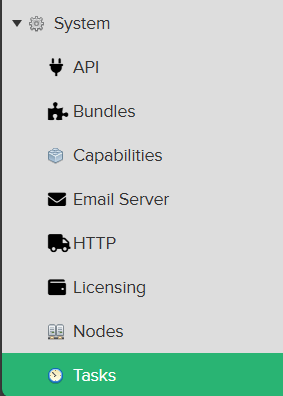 System
API
Bundles
Capabilities
Email Server
HTTP
Licensing
Nodes
Tasks